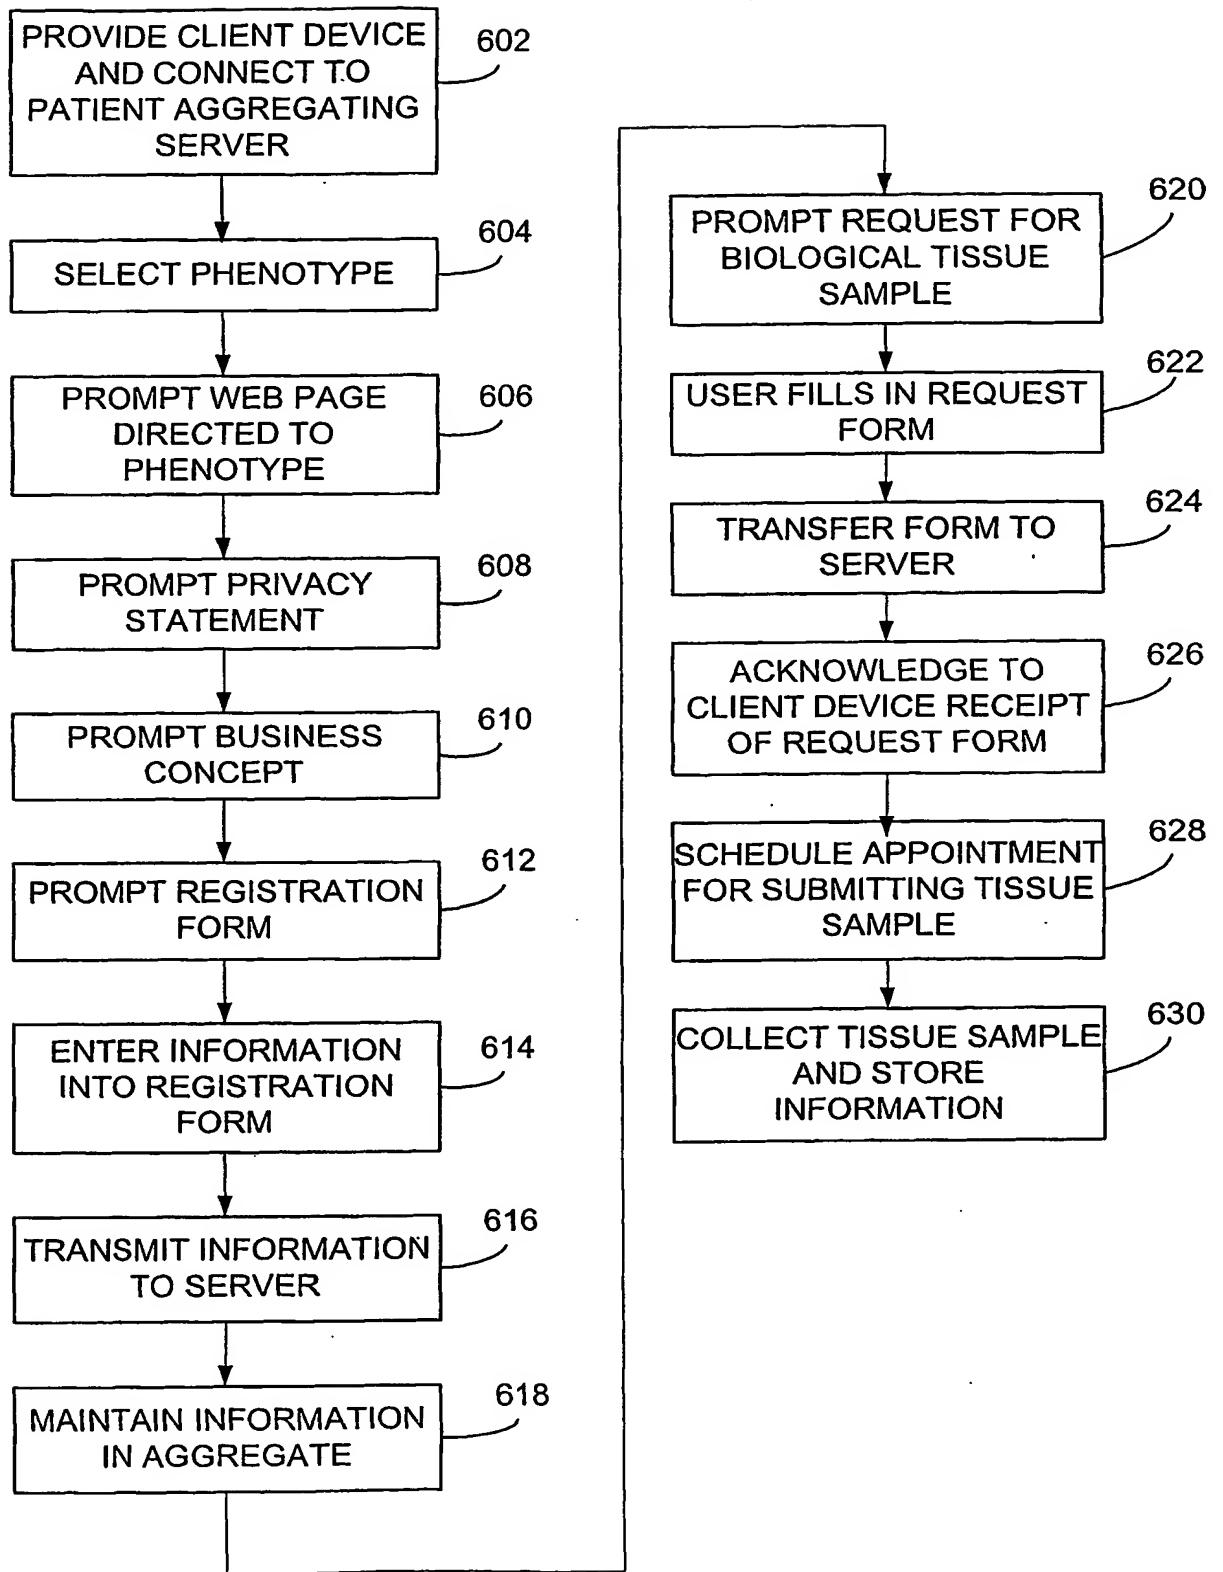 PROVIDE CLIENT DEVICE
AND CONNECT TO
PATIENT AGGREGATING
SERVER
602
SELECT PHENOTYPE
604
PROMPT WEB PAGE
DIRECTED TO
PHENOTYPE
606
PROMPT PRIVACY
STATEMENT
608
PROMPT BUSINESS
CONCEPT
610
PROMPT REGISTRATION
FORM
612
ENTER INFORMATION
INTO REGISTRATION
FORM
614
TRANSMIT INFORMATION
TO SERVER
616
MAINTAIN INFORMATION
IN AGGREGATE
618
PROMPT REQUEST FOR
BIOLOGICAL TISSUE
SAMPLE
620
USER FILLS IN REQUEST
FORM
622
TRANSFER FORM TO
SERVER
624
ACKNOWLEDGE TO
CLIENT DEVICE RECEIPT
OF REQUEST FORM
626
SCHEDULE APPOINTMENT
FOR SUBMITTING TISSUE
SAMPLE
628
COLLECT TISSUE SAMPLE
AND STORE
INFORMATION
630